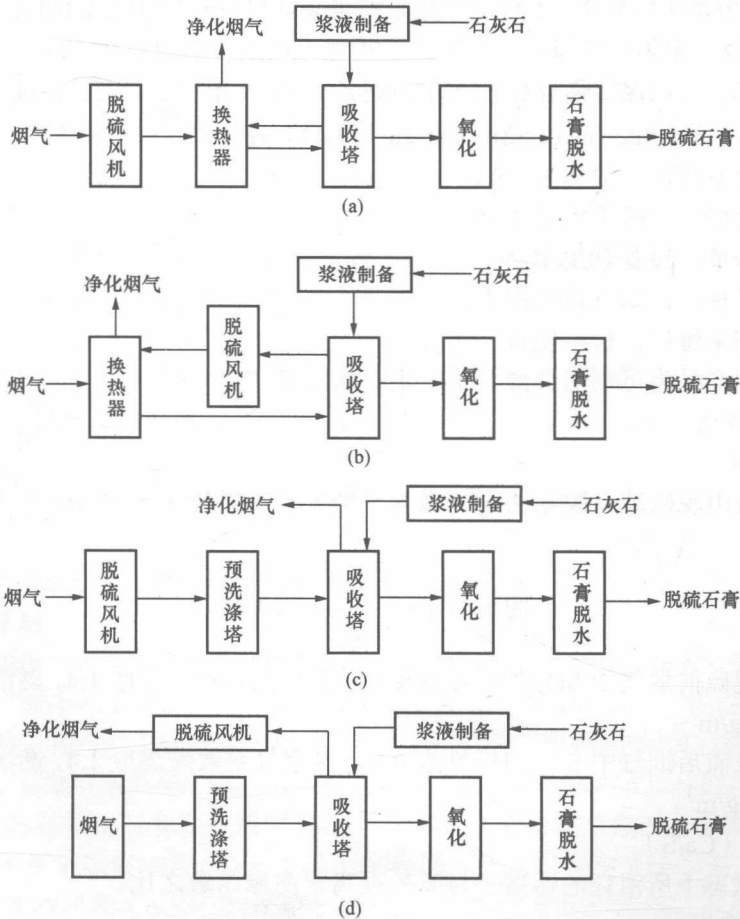 净化烟气
浆液制备
石灰石
烟气
脱硫风机
换热器
吸收塔
氧化
石膏脱水
脱硫石膏
(a)
净化烟气
浆液制备
石灰石
烟气
换热器
脱硫风机
吸收塔
氧化
石膏脱水
脱硫石膏
(b)
净化烟气
浆液制备
石灰石
烟气
脱硫风机
预洗涤塔
吸收塔
氧化
石膏脱水
脱硫石膏
(c)
净化烟气
脱硫风机
浆液制备
石灰石
烟气
预洗涤塔
吸收塔
氧化
石膏脱水
脱硫石膏
(d)